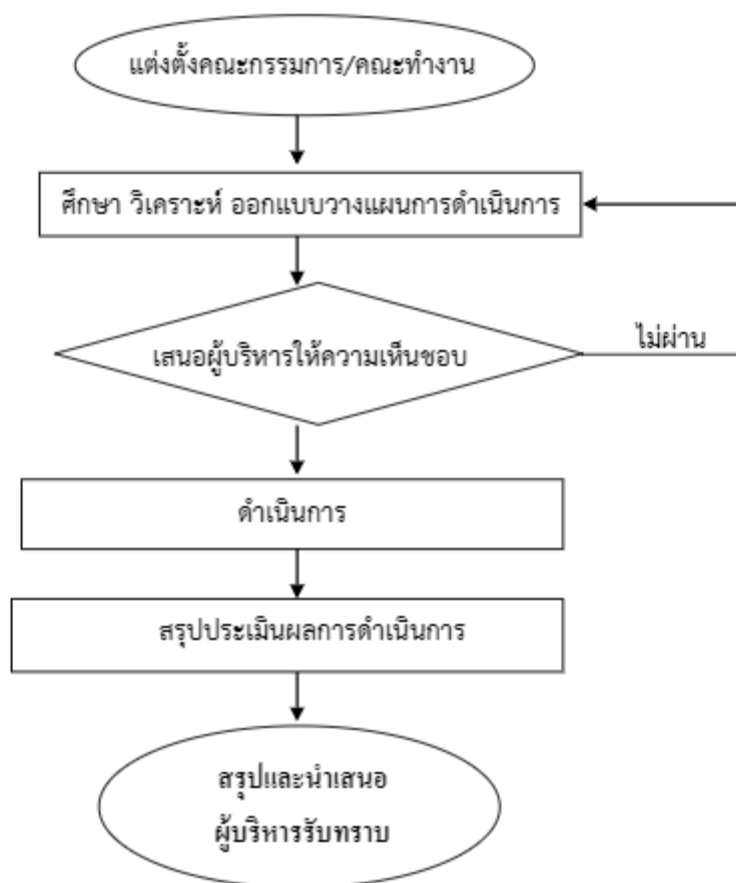 แต่งตั้งคณะกรรมการ/คณะทำงาน
ศึกษา วิเคราะห์ ออกแบบวางแผนการดำเนินการ
เสนอผู้บริหารให้ความเห็นชอบ
ไม่ผ่าน
ดำเนินการ
สรุปประเมินผลการดำเนินการ
สรุปและนำเสนอ
ผู้บริหารรับทราบ